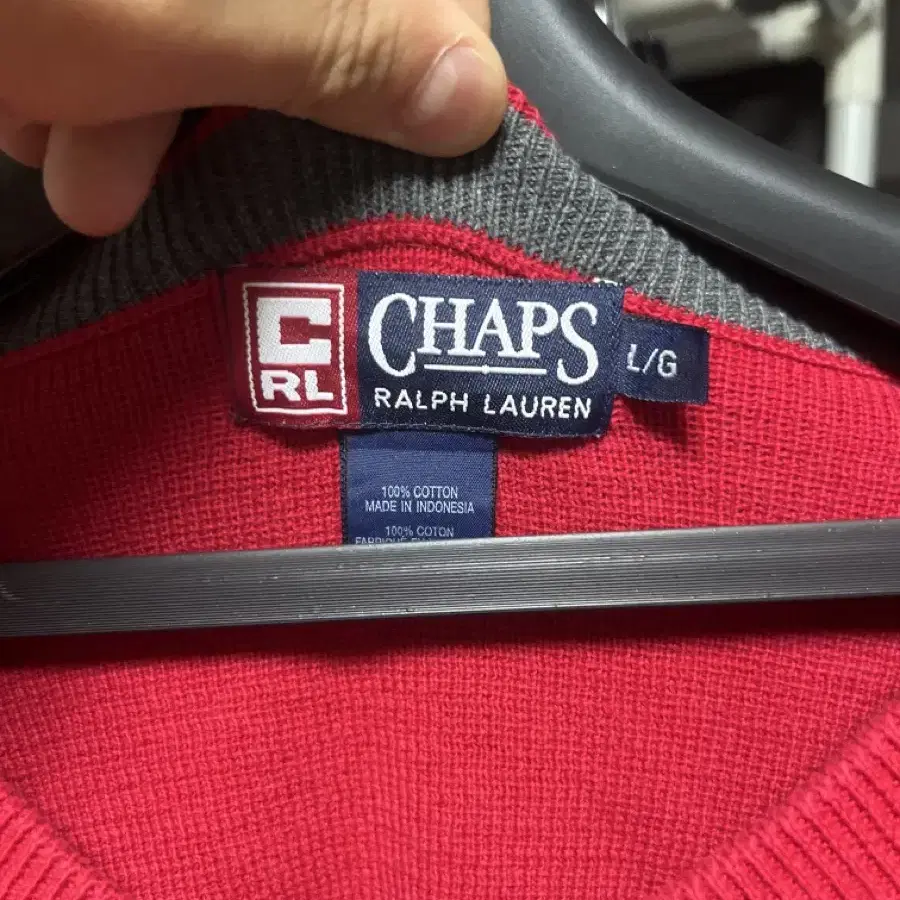 C
RL
CHAPS
RALPH LAUREN
L/G
100% COTTON
MADE IN INDONESIA
100% COTON